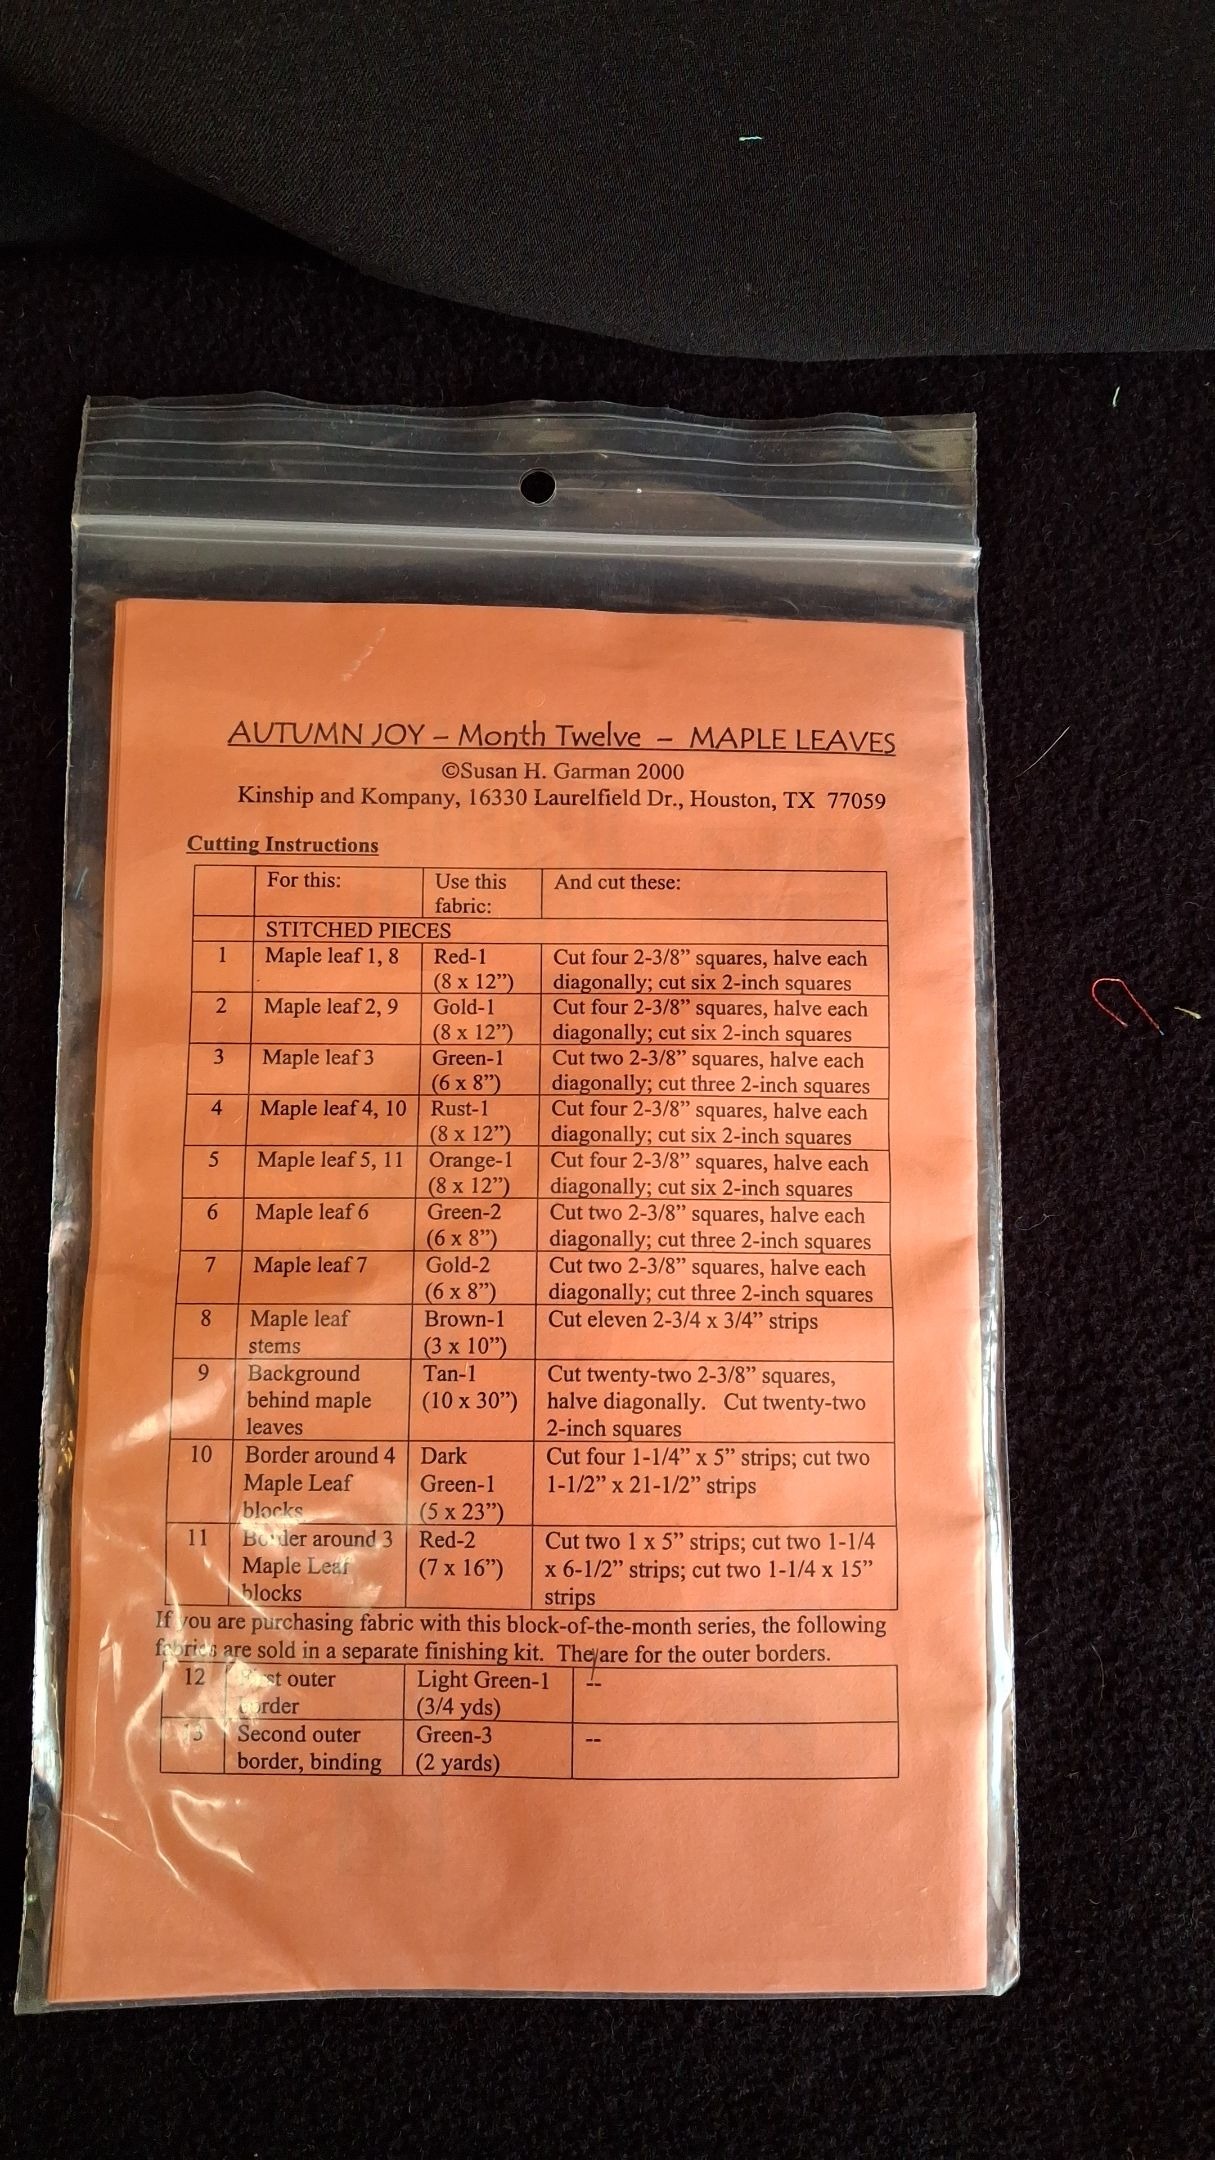 AUTUMN JOY – Month Twelve – MAPLE LEAVES
©Susan H. Garman 2000
Kinship and Kompany, 16330 Laurelfield Dr., Houston, TX 77059
Cutting Instructions
For this: Use this fabric: And cut these:
STITCHED PIECES
1 Maple leaf 1, 8 Red-1 Cut four 2-3/8” squares, halve each
(8 x 12”) diagonally; cut six 2-inch squares
2 Maple leaf 2, 9 Gold-1 Cut four 2-3/8” squares, halve each
(8 x 12”) diagonally; cut six 2-inch squares
3 Maple leaf 3 Green-1 Cut two 2-3/8” squares, halve each
(6 x 8”) diagonally; cut three 2-inch squares
4 Maple leaf 4, 10 Rust-1 Cut four 2-3/8” squares, halve each
(8 x 12”) diagonally; cut six 2-inch squares
5 Maple leaf 5, 11 Orange-1 Cut four 2-3/8” squares, halve each
(8 x 12”) diagonally; cut six 2-inch squares
6 Maple leaf 6 Green-2 Cut two 2-3/8” squares, halve each
(6 x 8”) diagonally; cut three 2-inch squares
7 Maple leaf 7 Gold-2 Cut two 2-3/8” squares, halve each
(6 x 8”) diagonally; cut three 2-inch squares
8 Maple leaf Brown-1 Cut eleven 2-3/4 x 3/4” strips
stems (3 x 10”)
9 Background Tan-1 Cut twenty-two 2-3/8” squares,
behind maple (10 x 30”) halve diagonally. Cut twenty-two
leaves 2-inch squares
10 Border around 4 Dark Cut four 1-1/4” x 5” strips; cut two
Maple Leaf Green-1 1-1/2” x 21-1/2” strips
blocks (5 x 23”)
11 Border around 3 Red-2 Cut two 1 x 5” strips; cut two 1-1/4
Maple Leaf (7 x 16”) x 6-1/2” strips; cut two 1-1/4 x 15”
blocks strips
If you are purchasing fabric with this block-of-the-month series, the following
fabrics are sold in a separate finishing kit. They are for the outer borders.
12 First outer Light Green-1 --
border (3/4 yds)
13 Second outer Green-3 --
border, binding (2 yards)